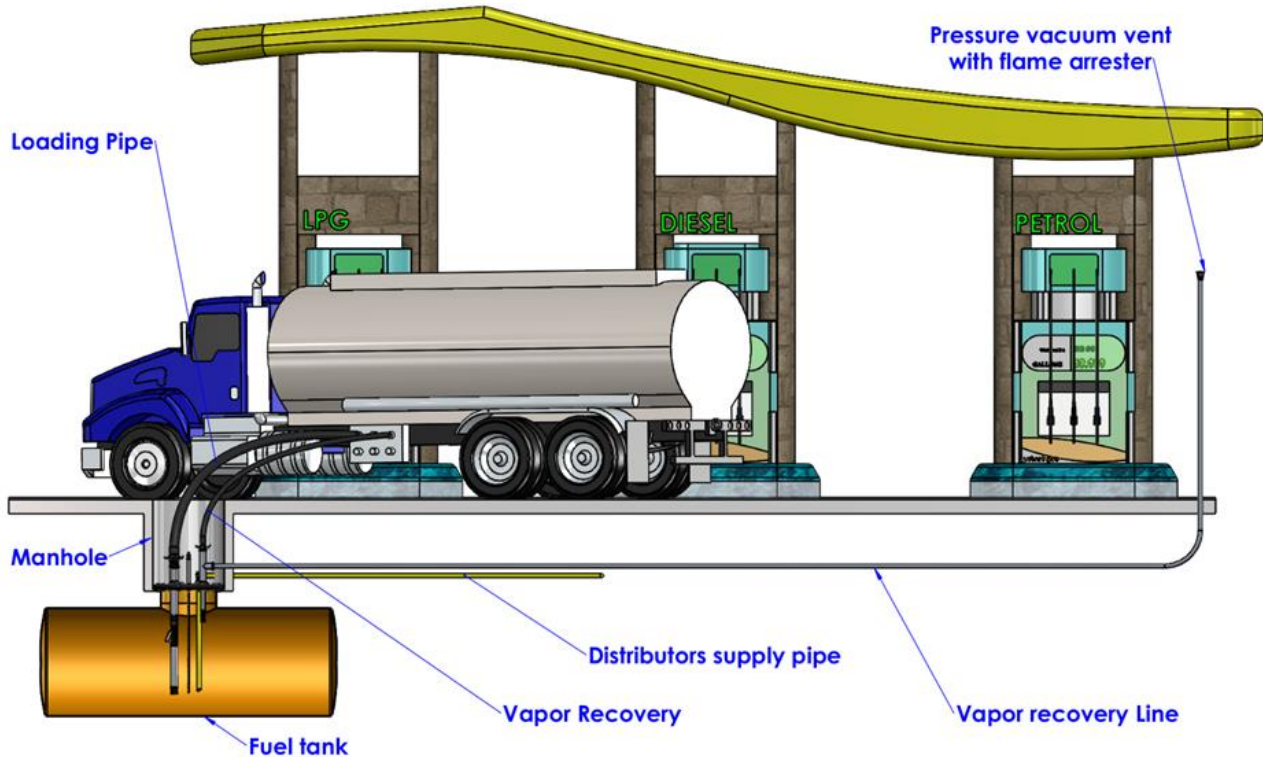 Pressure vacuum vent
with flame arrester
Loading Pipe
LPG
DIESEL
PETROL
Manhole
Distributors supply pipe
Vapor Recovery
Vapor recovery Line
Fuel tank